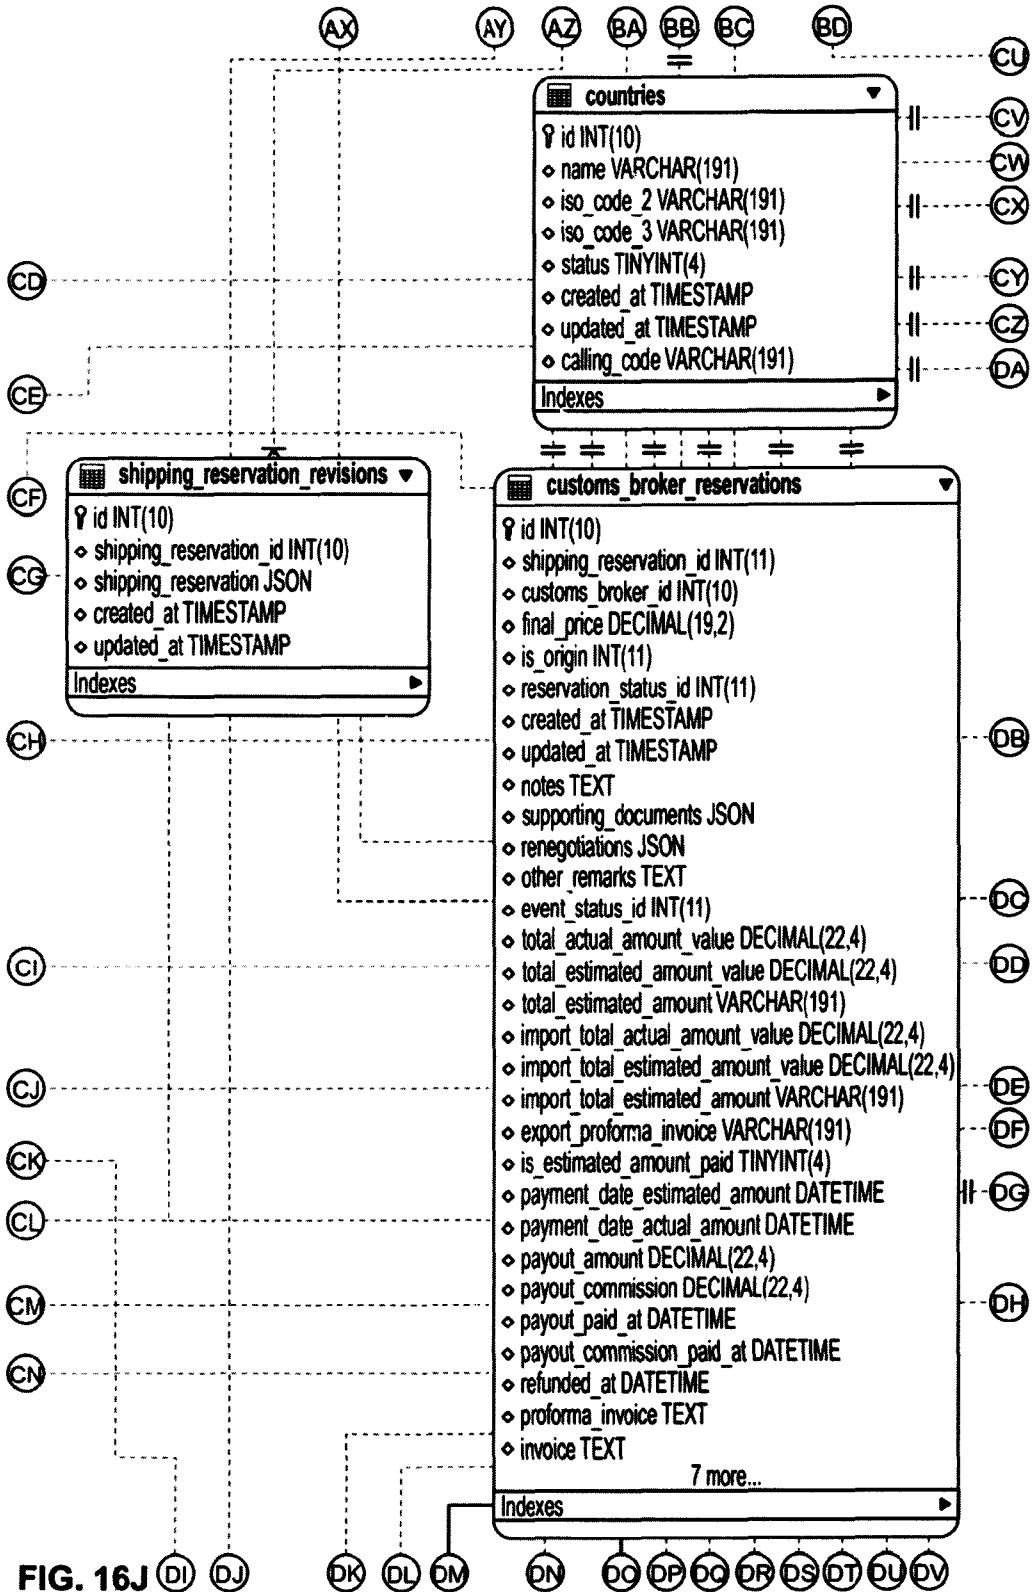 AX AY AZ BA BB BC BD
CU
countries
CV
id INT(10)
name VARCHAR(191)
CW
iso_code_2 VARCHAR(191)
CX
iso_code_3 VARCHAR(191)
status TINYINT(4)
CD
CY
created_at TIMESTAMP
updated_at TIMESTAMP
CZ
calling_code VARCHAR(191)
DA
CE
Indexes
shipping_reservation_revisions
CF
id INT(10)
shipping_reservation_id INT(10)
CG
shipping_reservation JSON
created_at TIMESTAMP
updated_at TIMESTAMP
Indexes
customs_broker_reservations
id INT(10)
shipping_reservation_id INT(11)
customs_broker_id INT(10)
final_price DECIMAL(19,2)
is_origin INT(11)
reservation_status_id INT(11)
created_at TIMESTAMP
CH
DB
updated_at TIMESTAMP
notes TEXT
supporting_documents JSON
renegotiations JSON
other_remarks TEXT
DC
event_status_id INT(11)
total_actual_amount_value DECIMAL(22,4)
CI
DD
total_estimated_amount_value DECIMAL(22,4)
total_estimated_amount VARCHAR(191)
import_total_actual_amount_value DECIMAL(22,4)
import_total_estimated_amount_value DECIMAL(22,4)
CJ
DE
import_total_estimated_amount VARCHAR(191)
export_proforma_invoice VARCHAR(191)
DF
CK
is_estimated_amount_paid TINYINT(4)
payment_date_estimated_amount DATETIME
DG
CL
payment_date_actual_amount DATETIME
payout_amount DECIMAL(22,4)
payout_commission DECIMAL(22,4)
CM
DH
payout_paid_at DATETIME
payout_commission_paid_at DATETIME
CN
refunded_at DATETIME
proforma_invoice TEXT
invoice TEXT
7 more...
Indexes
FIG. 16J DI DJ DK DL DM DN DO DP DQ DR DS DT DU DV